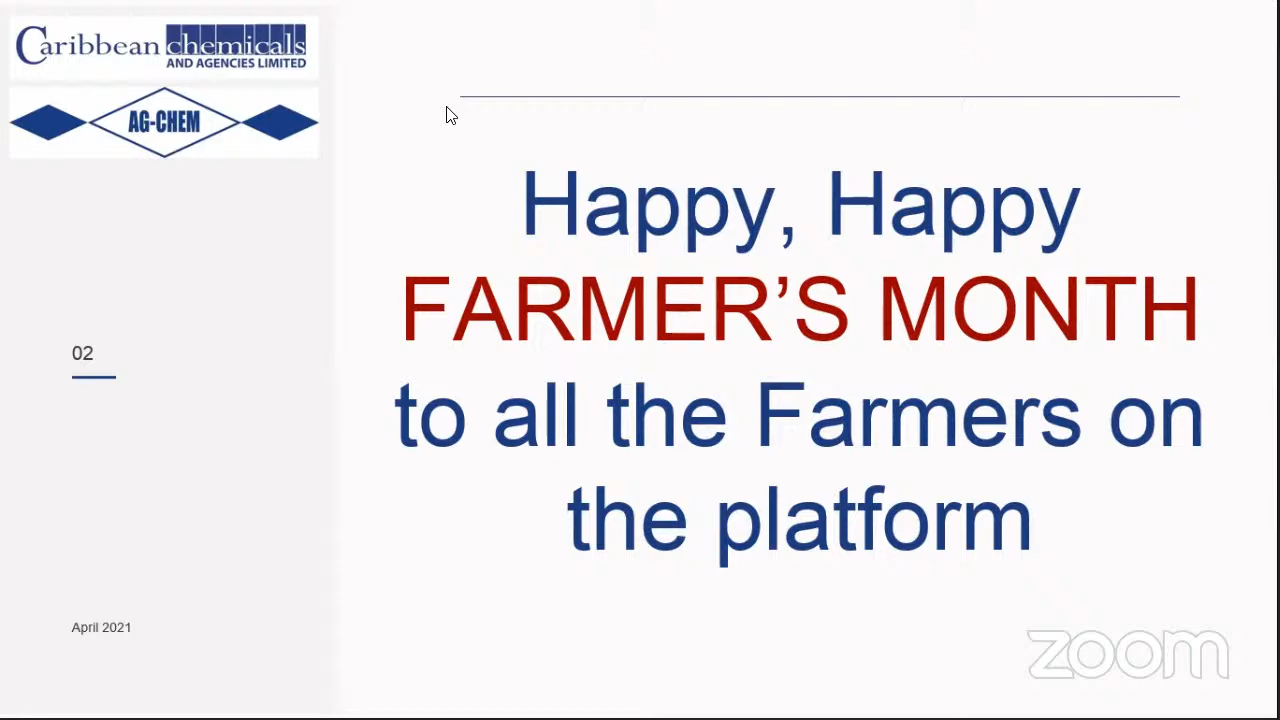 Caribbean chemicals
AND AGENCIES LIMITED
AG-CHEM
02
April 2021
Happy, Happy
FARMER’S MONTH
to all the Farmers on
the platform
zoom